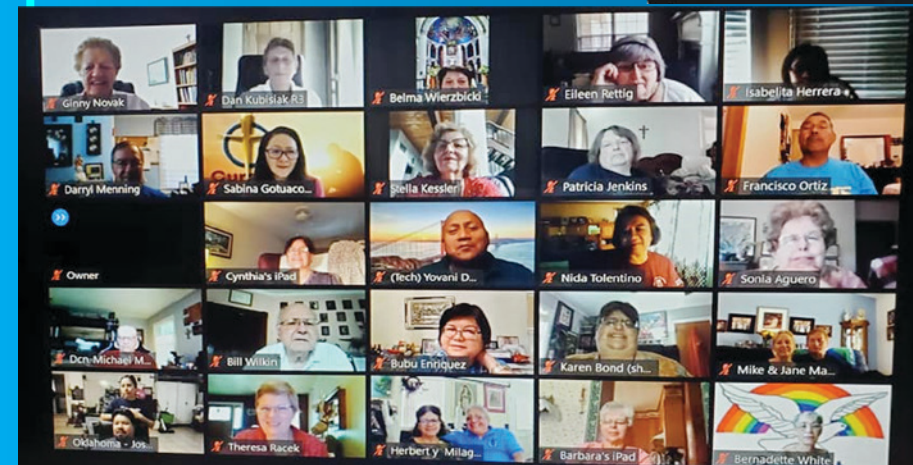 Ginny Novak
Dan Kubisiak R3
Belma Wierzbicki
Eileen Rettig
Isabelita Herrera
Darryl Menning
Sabina Gotuaco...
Stella Kessler
Patricia Jenkins
Francisco Ortiz
Owner
Cynthia's iPad
(Tech) Yovani D...
Nida Tolentino
Sonia Aguero
Dcn. Michael M...
Bill Wilkin
Bubu Enriquez
Karen Bond (sh...
Mike & Jane Ma...
Oklahoma - Jos
Theresa Racek
Herbert y Milag...
Barbara's iPad
Bernadette White